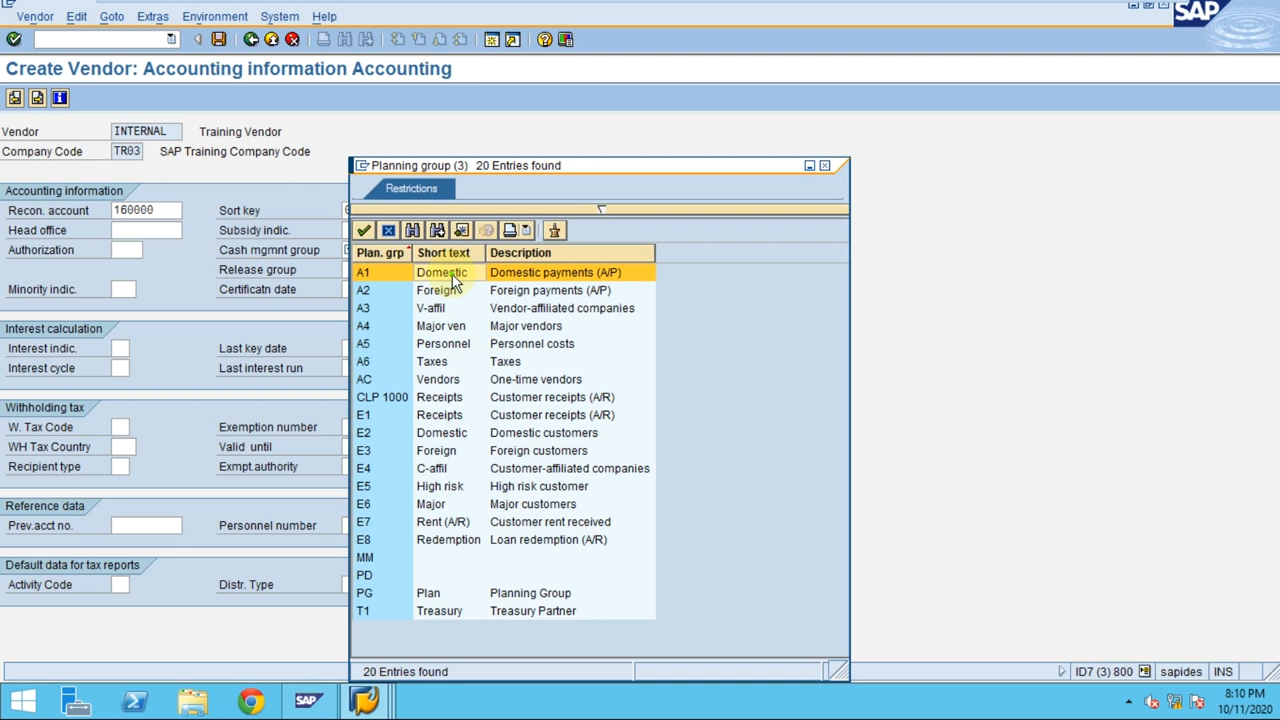 Vendor Edit Goto Extras Environment System Help
SAP
Create Vendor: Accounting information Accounting
Vendor INTERNAL Training Vendor
Company Code TR03 SAP Training Company Code
Accounting information
Recon. account 160000 Sort key
Head office Subsidy indic.
Authorization Cash mgmnt group
Release group
Minority indic. Certificatn date
Interest calculation
Interest indic. Last key date
Interest cycle Last interest run
Withholding tax
W. Tax Code Exemption number
WH Tax Country Valid until
Recipient type Exmpt.authority
Reference data
Prev.acct no. Personnel number
Default data for tax reports
Activity Code Distr. Type
Planning group (3) 20 Entries found
Restrictions
Plan. grp Short text Description
A1 Domestic Domestic payments (A/P)
A2 Foreign Foreign payments (A/P)
A3 V-affil Vendor-affiliated companies
A4 Major ven Major vendors
A5 Personnel Personnel costs
A6 Taxes Taxes
AC Vendors One-time vendors
CLP 1000 Receipts Customer receipts (A/R)
E1 Receipts Customer receipts (A/R)
E2 Domestic Domestic customers
E3 Foreign Foreign customers
E4 C-affil Customer-affiliated companies
E5 High risk High risk customer
E6 Major Major customers
E7 Rent (A/R) Customer rent received
E8 Redemption Loan redemption (A/R)
MM
PD
PG Plan Planning Group
T1 Treasury Treasury Partner
20 Entries found
ID7 (3) 800 sapides INS
SAP
8:10 PM
10/11/2020